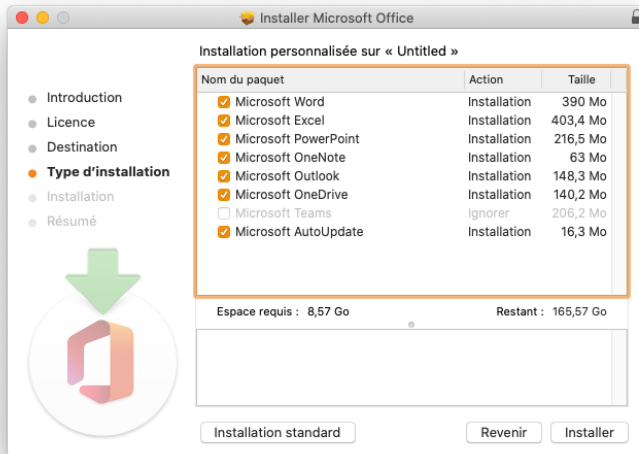 Installer Microsoft Office
Installation personnalisée sur « Untitled »
Introduction
Licence
Destination
Type d'installation
Installation
Résumé
Nom du paquet Action Taille
Microsoft Word Installation 390 Mo
Microsoft Excel Installation 403,4 Mo
Microsoft PowerPoint Installation 216,5 Mo
Microsoft OneNote Installation 63 Mo
Microsoft Outlook Installation 148,3 Mo
Microsoft OneDrive Installation 140,2 Mo
Microsoft Teams Ignorer 206,2 Mo
Microsoft AutoUpdate Installation 16,3 Mo
Espace requis : 8,57 Go Restant : 165,57 Go
Installation standard Revenir Installer